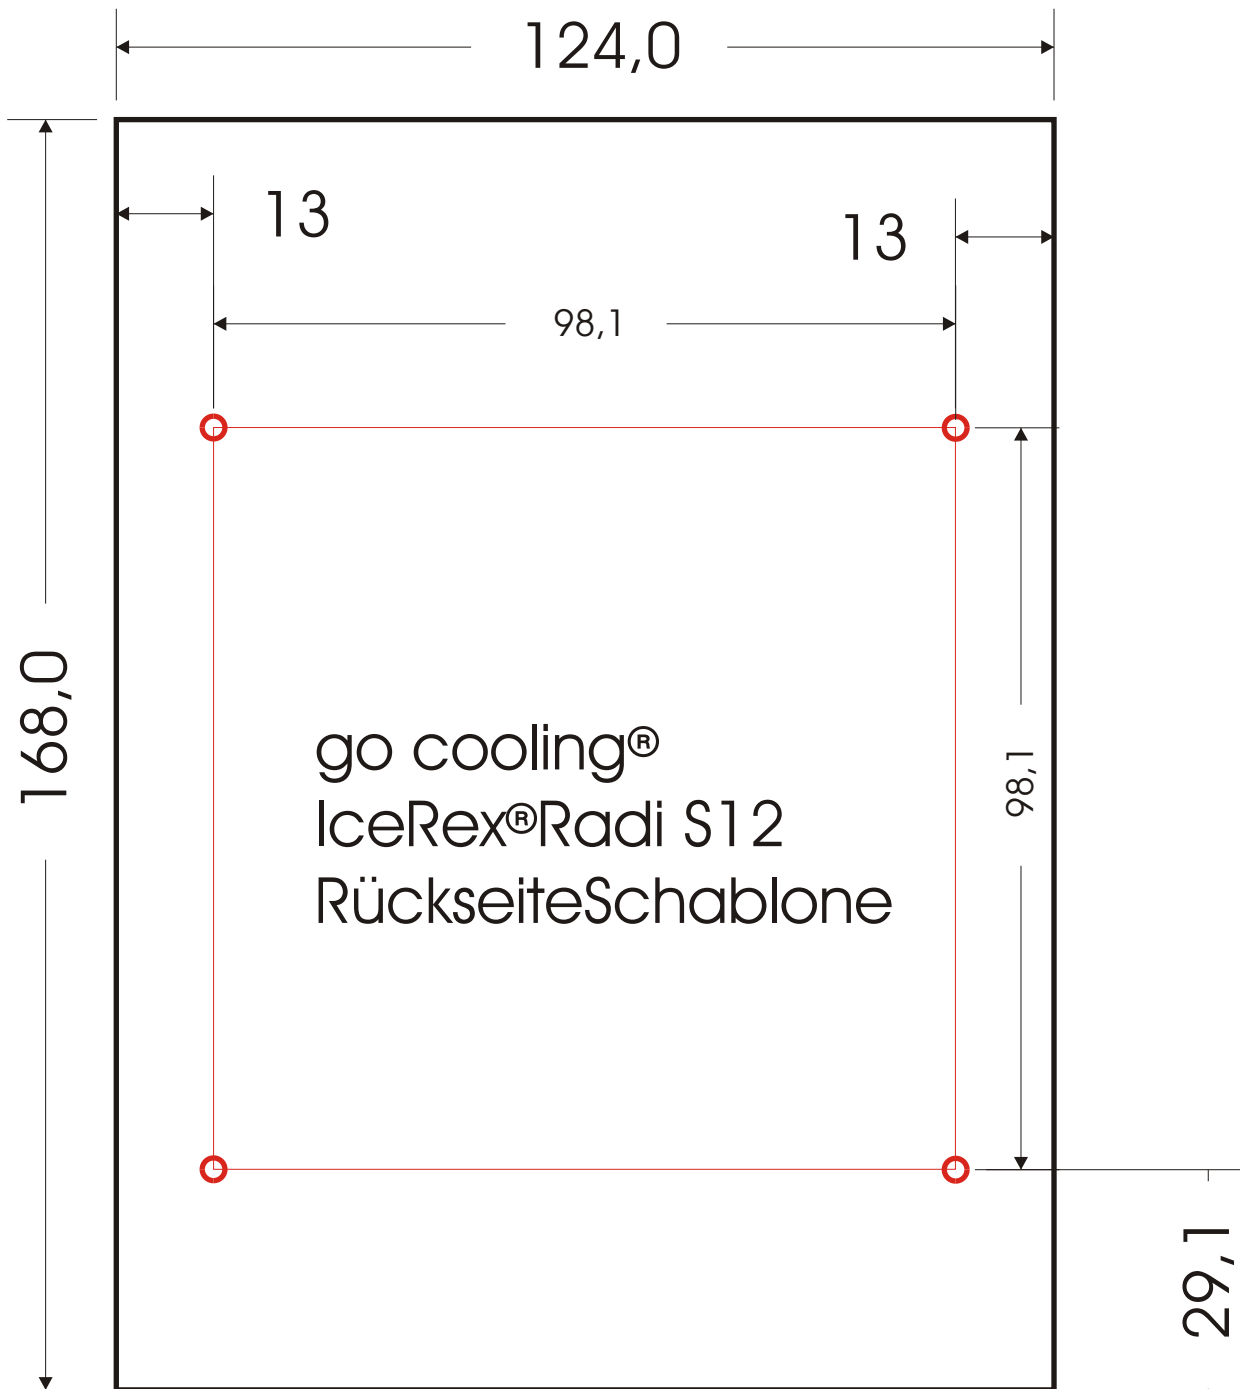 124,0
13
13
98,1
168,0
go cooling®
IceRex®Radi S12
RückseiteSchablone
98,1
29,1